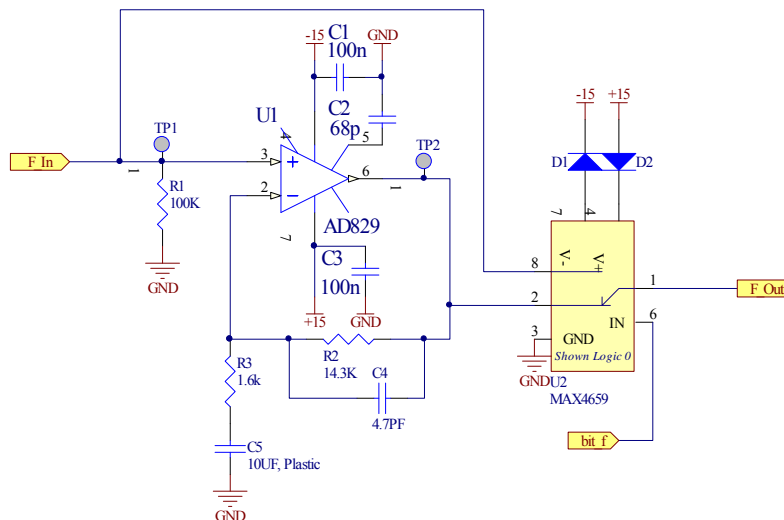 -15
C1
100n
GND
C2
68p
U1
4
5
TP1
TP2
F_In
1
3
+
6
1
2
−
R1
100K
AD829
GND
7
C3
100n
+15
GND
R2
14.3K
R3
1.6k
C4
4.7PF
C5
10UF, Plastic
GND
-15
+15
D1
D2
7
4
V-
V+
8
1
F_Out
2
6
IN
3
GND
GND
Shown Logic 0
U2
MAX4659
bit_f